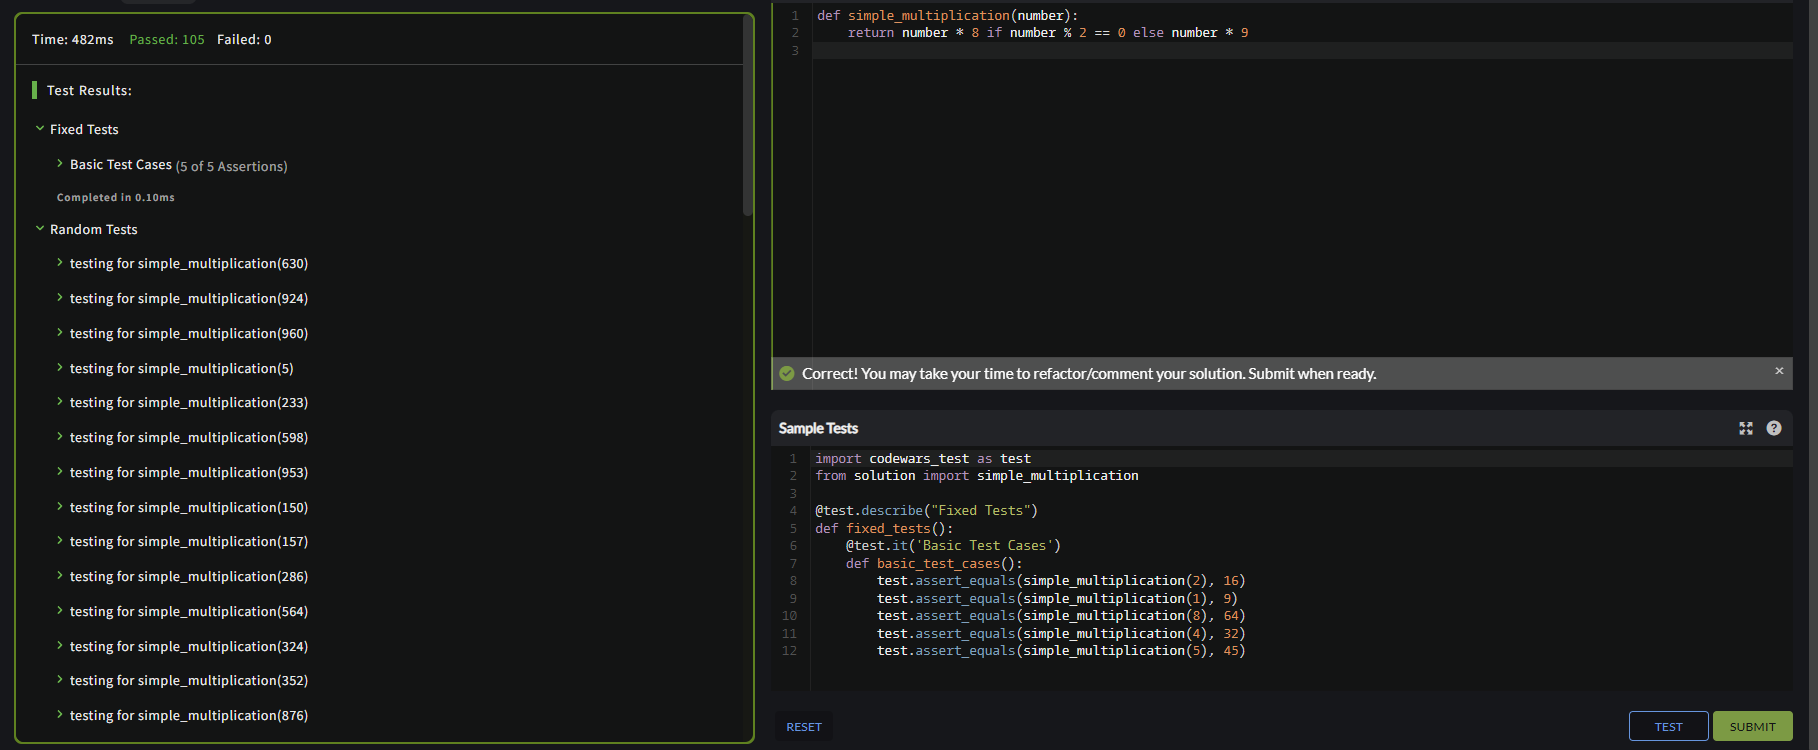 Time: 482ms Passed: 105 Failed: 0
Test Results:
Fixed Tests
Basic Test Cases (5 of 5 Assertions)
Completed in 0.10ms
Random Tests
testing for simple_multiplication(630)
testing for simple_multiplication(924)
testing for simple_multiplication(960)
testing for simple_multiplication(5)
testing for simple_multiplication(233)
testing for simple_multiplication(598)
testing for simple_multiplication(953)
testing for simple_multiplication(150)
testing for simple_multiplication(157)
testing for simple_multiplication(286)
testing for simple_multiplication(564)
testing for simple_multiplication(324)
testing for simple_multiplication(352)
testing for simple_multiplication(876)
1 def simple_multiplication(number):
2     return number * 8 if number % 2 == 0 else number * 9
3
Correct! You may take your time to refactor/comment your solution. Submit when ready.
Sample Tests
1 import codewars_test as test
2 from solution import simple_multiplication
3
4 @test.describe("Fixed Tests")
5 def fixed_tests():
6     @test.it('Basic Test Cases')
7     def basic_test_cases():
8         test.assert_equals(simple_multiplication(2), 16)
9         test.assert_equals(simple_multiplication(1), 9)
10         test.assert_equals(simple_multiplication(8), 64)
11         test.assert_equals(simple_multiplication(4), 32)
12         test.assert_equals(simple_multiplication(5), 45)
RESET TEST SUBMIT